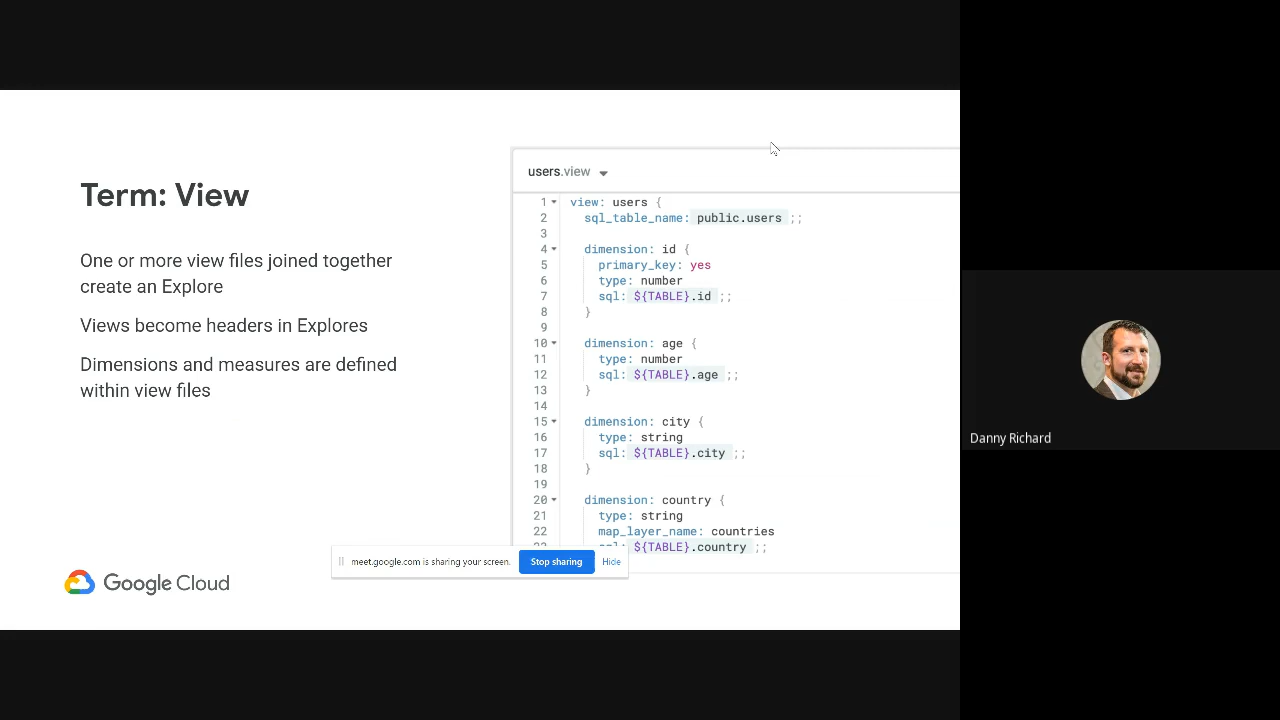 Term: View
One or more view files joined together
create an Explore
Views become headers in Explores
Dimensions and measures are defined
within view files
users.view
1 view: users {
2 sql_table_name: public.users ;;
3
4 dimension: id {
5 primary_key: yes
6 type: number
7 sql: ${TABLE}.id ;;
8 }
9
10 dimension: age {
11 type: number
12 sql: ${TABLE}.age ;;
13 }
14
15 dimension: city {
16 type: string
17 sql: ${TABLE}.city ;;
18 }
19
20 dimension: country {
21 type: string
22 map_layer_name: countries
23 sql: ${TABLE}.country ;;
meet.google.com is sharing your screen. Stop sharing Hide
Google Cloud
Danny Richard